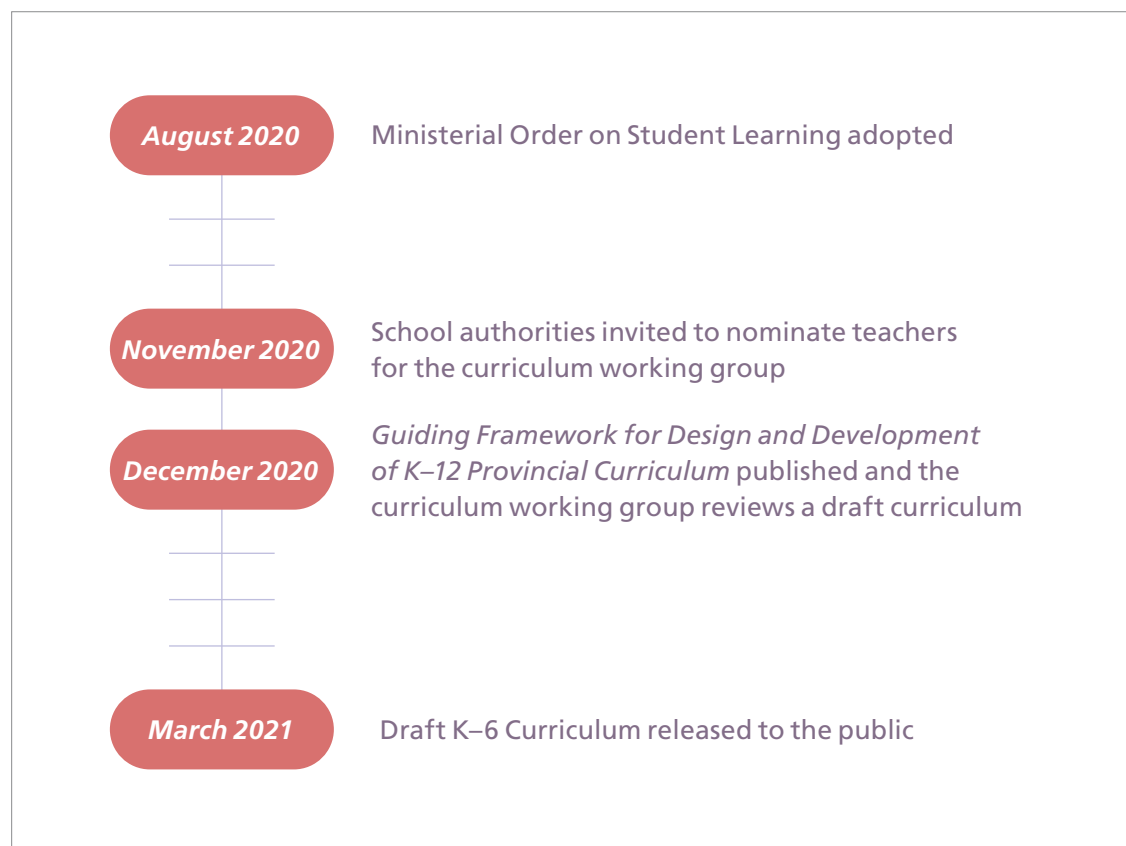 August 2020
Ministerial Order on Student Learning adopted
November 2020
School authorities invited to nominate teachers
for the curriculum working group
December 2020
Guiding Framework for Design and Development
of K–12 Provincial Curriculum published and the
curriculum working group reviews a draft curriculum
March 2021
Draft K–6 Curriculum released to the public